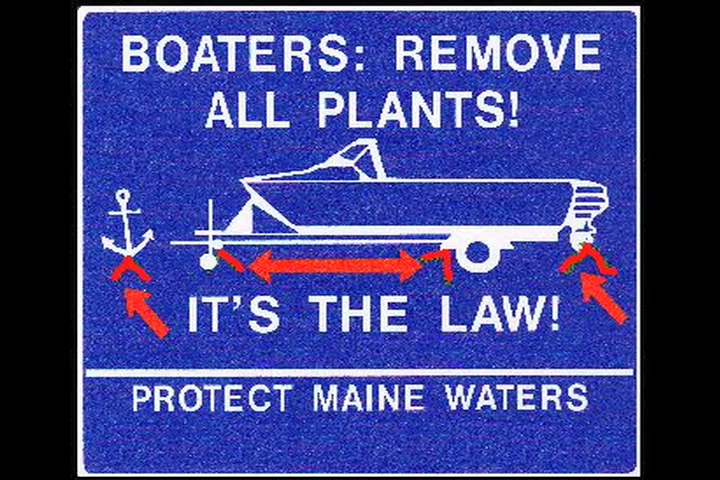 BOATERS: REMOVE
ALL PLANTS!
IT'S THE LAW!
PROTECT MAINE WATERS